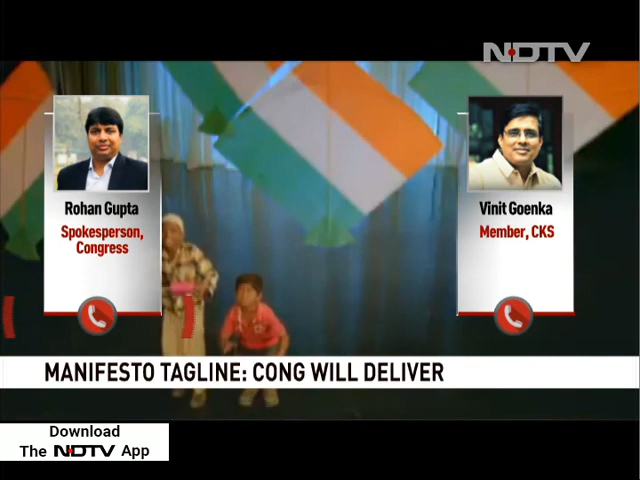 NDTV
Rohan Gupta
Spokesperson,
Congress
Vinit Goenka
Member, CKS
MANIFESTO TAGLINE: CONG WILL DELIVER
Download
The NDTV App